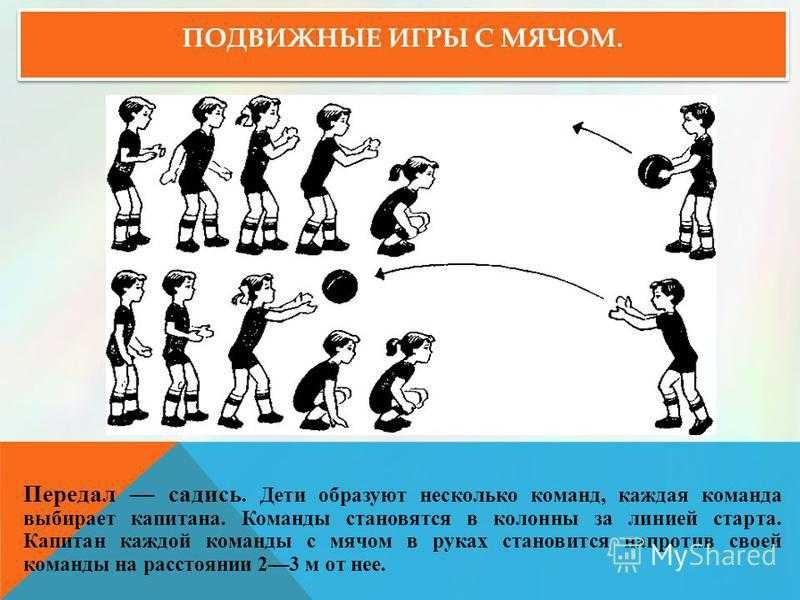 ПОДВИЖНЫЕ ИГРЫ С МЯЧОМ.
Передал — садись. Дети образуют несколько команд, каждая команда
выбирает капитана. Команды становятся в колонны за линией старта.
Капитан каждой команды с мячом в руках становится напротив своей
команды на расстоянии 2—3 м от нее.
MyShared